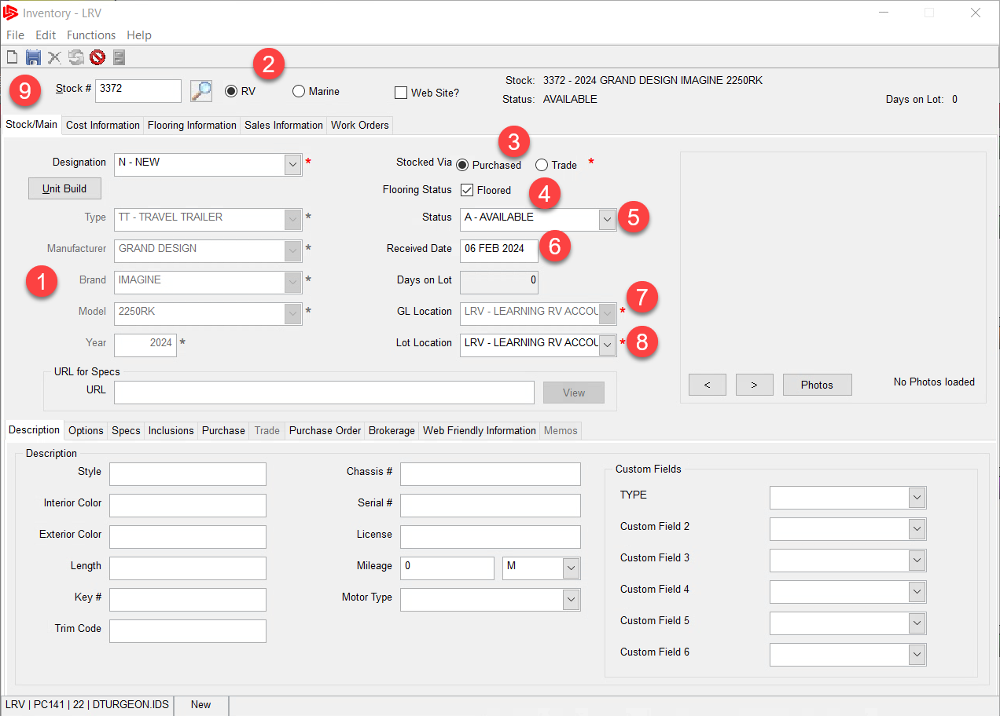 Inventory - LRV
File Edit Functions Help
2
9 Stock # 3372 RV Marine Web Site?
Stock: 3372 - 2024 GRAND DESIGN IMAGINE 2250RK
Status: AVAILABLE Days on Lot: 0
Stock/Main Cost Information Flooring Information Sales Information Work Orders
3
Designation N - NEW * Stocked Via Purchased Trade *
Unit Build Flooring Status Floored 4
Type TT - TRAVEL TRAILER * Status A - AVAILABLE 5
Manufacturer GRAND DESIGN * Received Date 06 FEB 2024 6
1 Brand IMAGINE * Days on Lot 0
7
Model 2250RK * GL Location LRV - LEARNING RV ACCOU *
Year 2024 * Lot Location LRV - LEARNING RV ACCOU * 8
URL for Specs
URL View
< > Photos No Photos loaded
Description Options Specs Inclusions Purchase Trade Purchase Order Brokerage Web Friendly Information Memos
Description
Style Chassis # Custom Fields
Interior Color Serial # TYPE
Exterior Color License Custom Field 2
Length Mileage 0 M Custom Field 3
Key # Motor Type Custom Field 4
Trim Code Custom Field 5
Custom Field 6
LRV | PC141 | 22 | DTURGEON.IDS New